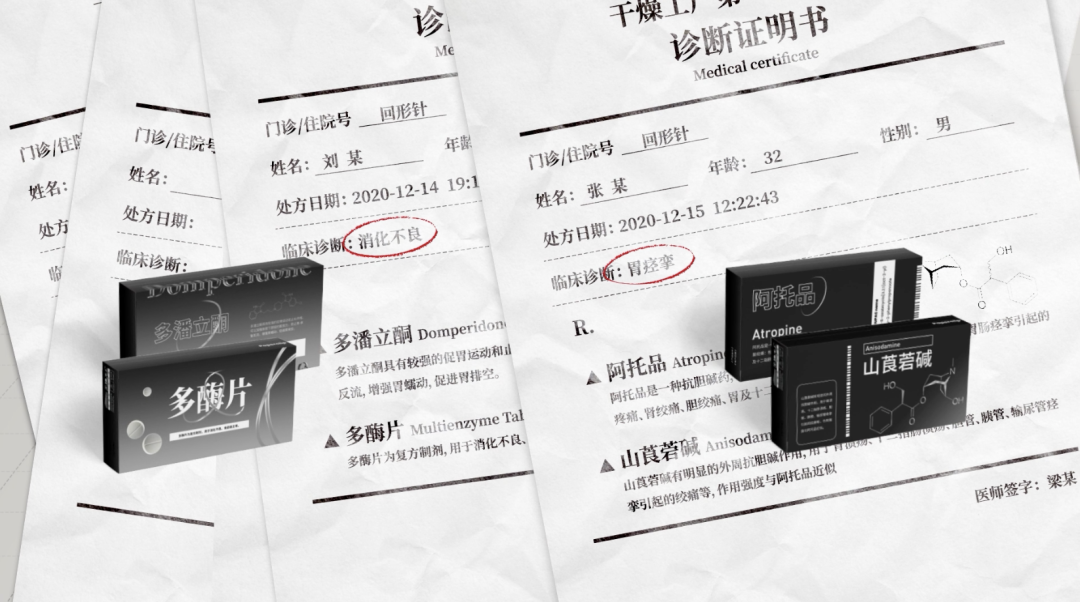 门诊/住院号
姓名:
处方
临
门诊/住
姓名:
处方日期:
临床诊断:
Domperidone
多潘立酮
多酶片
诊
Me
门诊/住院号 回形针
姓名: 刘 某 年龄
处方日期: 2020-12-14 19:1
临床诊断: 消化不良
多潘立酮 Domperidone
多潘立酮具有较强的促胃运动和止
反流, 增强胃蠕动, 促进胃排空。
多酶片 Multienzyme Tab
多酶片为复方制剂, 用于消化不良、
干燥工厂第
诊断证明书
Medical certificate
门诊/住院号 回形针
姓名: 张 某 年龄: 32 性别: 男
处方日期: 2020-12-15 12:22:43
临床诊断: 胃痉挛
R.
阿托品 Atropine
阿托品是一种抗胆碱药,
胃肠痉挛引起的
疼痛、肾绞痛、胆绞痛、胃及十二
山莨菪碱 Anisodam
山莨菪碱有明显的外周抗胆碱作用, 用于胃肠痉、十二指肠痉挛、胆管、胰管、输尿管痉
挛引起的绞痛等, 作用强度与阿托品近似
医师签字: 梁某
阿托品
Atropine
Anisodamine
山莨菪碱
HO
N
O
O
OH
OH
O
O